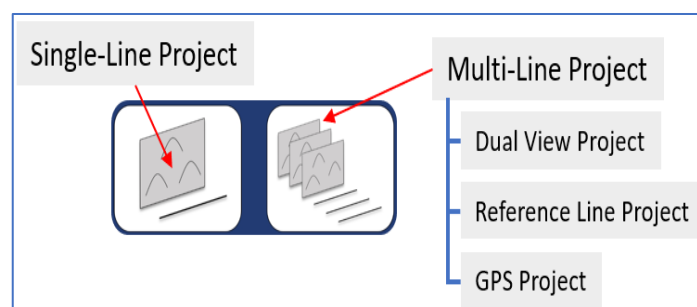 Single-Line Project
Multi-Line Project
Dual View Project
Reference Line Project
GPS Project